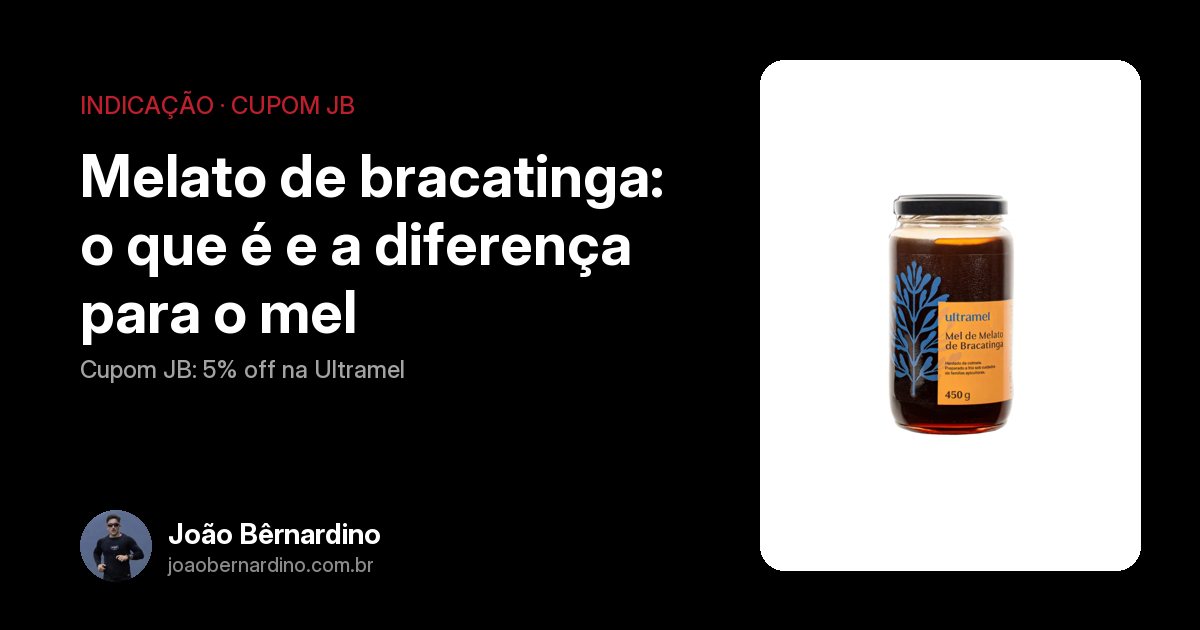 INDICAÇÃO · CUPOM JB
Melato de bracatinga:
o que é e a diferença
para o mel
Cupom JB: 5% off na Ultramel
João Bêrnardino
joaobernardino.com.br
ultramel
Mel de Melato
de Bracatinga
450 g